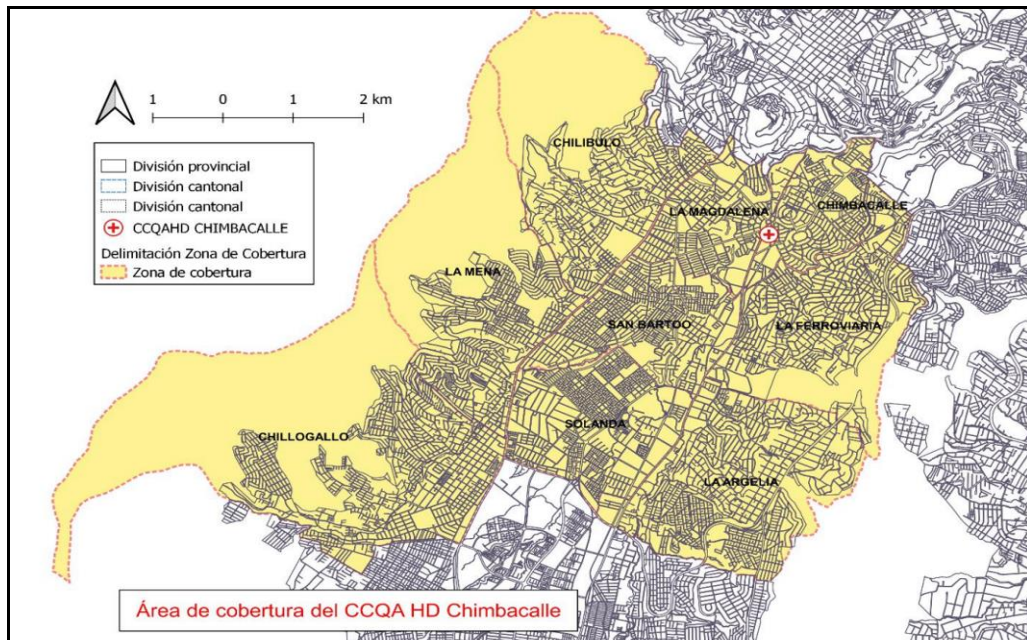 1 0 1 2 km
División provincial
División cantonal
División cantonal
CCQAHD CHIMBACALLE
Delimitación Zona de Cobertura
Zona de cobertura
CHILIBULO
LA MAGDALENA
CHIMBACALLE
LA MENA
SAN BARTOO
LA FERROVIARIA
SOLANDA
CHILLOGALLO
LA ARGELIA
Área de cobertura del CCQA HD Chimbacalle